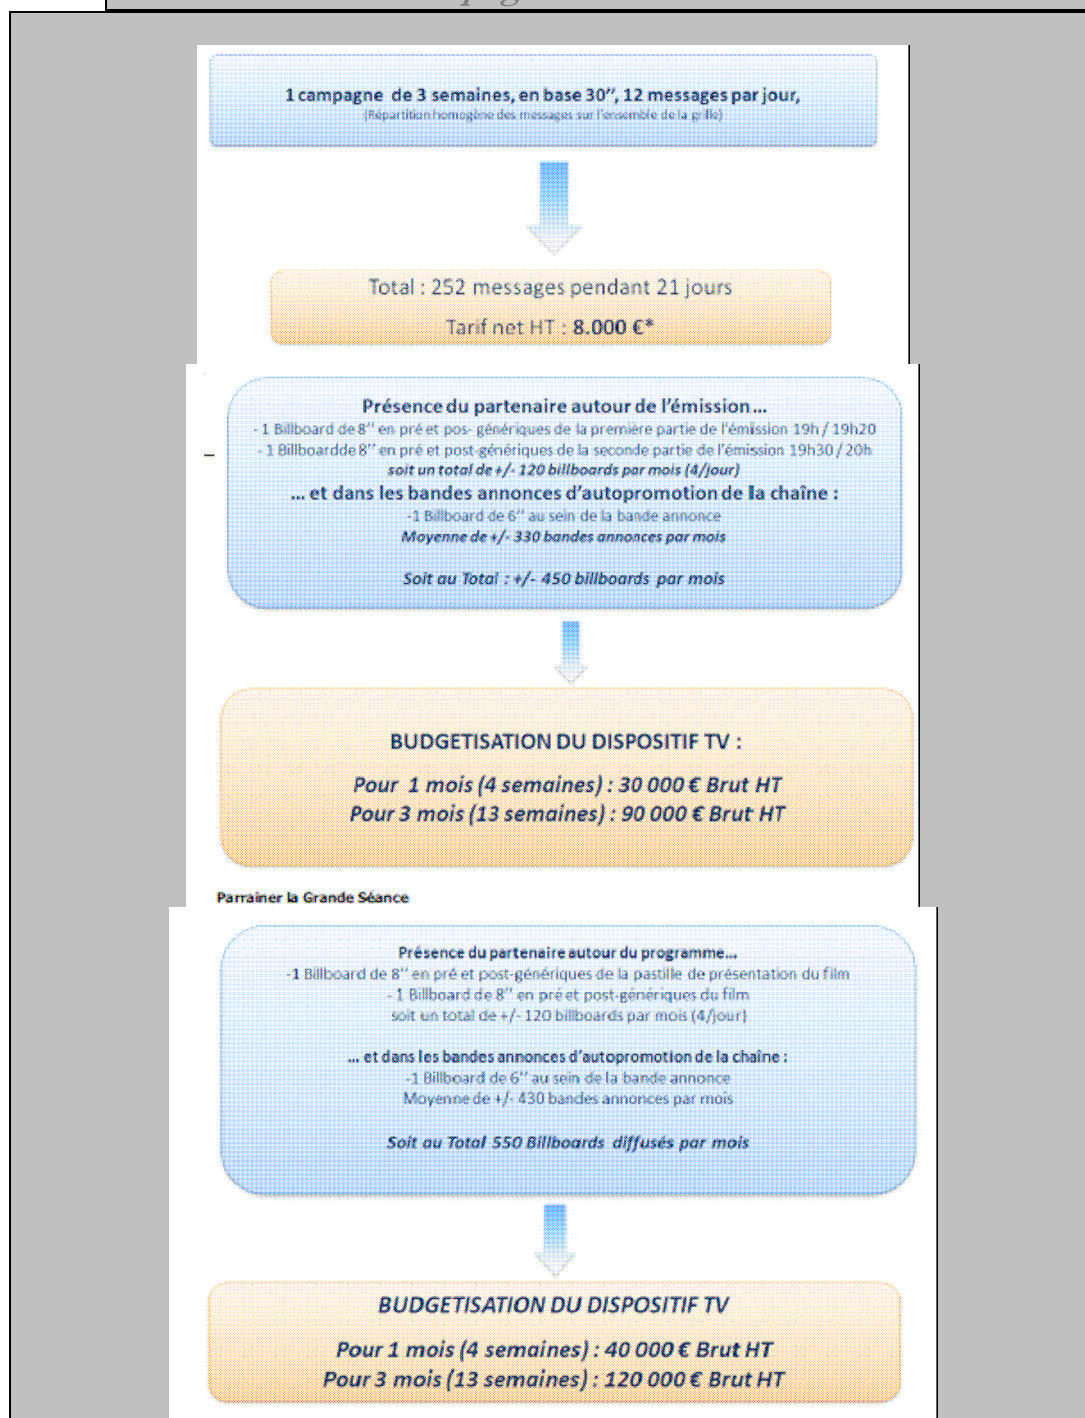 1 campagne de 3 semaines, en base 30’’, 12 messages par jour,
(Répartition homogène des messages sur l'ensemble de la grille)
Total : 252 messages pendant 21 jours
Tarif net HT : 8.000 €*
Présence du partenaire autour de l’émission...
- 1 Billboard de 8’’ en pré et pos- génériques de la première partie de l'émission 19h / 19h20
- 1 Billboardde 8’’ en pré et post-génériques de la seconde partie de l'émission 19h30 / 20h
soit un total de +/- 120 billboards par mois (4/jour)
... et dans les bandes annonces d’autopromotion de la chaîne :
-1 Billboard de 6’’ au sein de la bande annonce
Moyenne de +/- 330 bandes annonces par mois
Soit au Total : +/- 450 billboards par mois
BUDGETISATION DU DISPOSITIF TV :
Pour 1 mois (4 semaines) : 30 000 € Brut HT
Pour 3 mois (13 semaines) : 90 000 € Brut HT
Parrainer la Grande Séance
Présence du partenaire autour du programme...
-1 Billboard de 8’’ en pré et post-génériques de la pastille de présentation du film
- 1 Billboard de 8’’ en pré et post-génériques du film
soit un total de +/- 120 billboards par mois (4/jour)
... et dans les bandes annonces d’autopromotion de la chaîne :
-1 Billboard de 6’’ au sein de la bande annonce
Moyenne de +/- 430 bandes annonces par mois
Soit au Total 550 Billboards diffusés par mois
BUDGETISATION DU DISPOSITIF TV
Pour 1 mois (4 semaines) : 40 000 € Brut HT
Pour 3 mois (13 semaines) : 120 000 € Brut HT